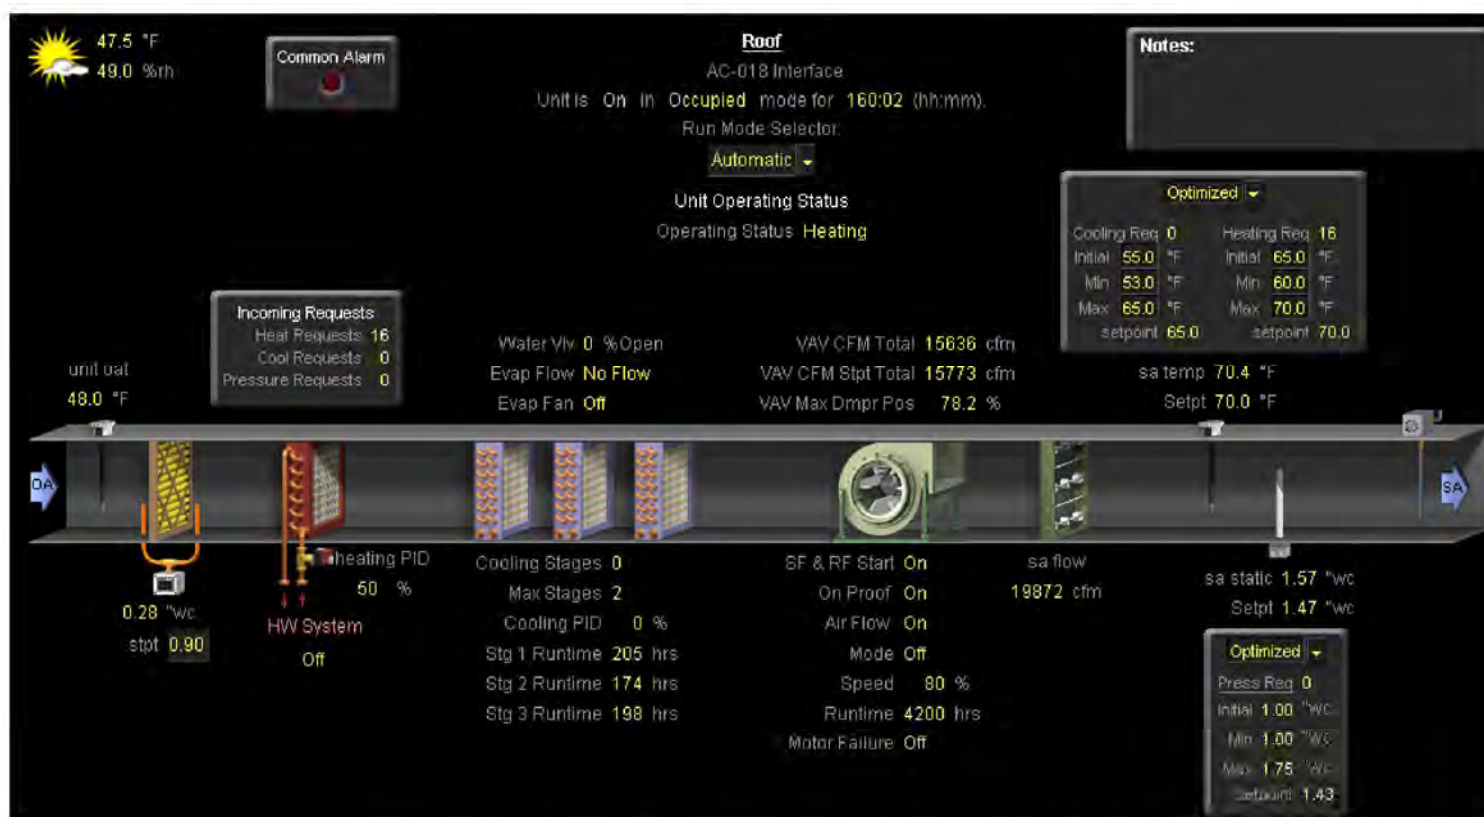 47.5 °F
49.0 %rh
Common Alarm
Roof
AC-018 Interface
Unit is On in Occupied mode for 160:02 (hh:mm).
Run Mode Selector:
Automatic
Unit Operating Status
Operating Status Heating
Notes:
Optimized
Cooling Req 0 Heating Req 16
Initial 55.0 °F Initial 65.0 °F
Min 53.0 °F Min 60.0 °F
Max 65.0 °F Max 70.0 °F
setpoint 65.0 setpoint 70.0
Incoming Requests
Heat Requests 16
Cool Requests 0
Pressure Requests 0
unit oat
48.0 °F
Water Vlv 0 %Open
Evap Flow No Flow
Evap Fan Off
VAV CFM Total 15636 cfm
VAV CFM Stpt Total 15773 cfm
VAV Max Dmpr Pos 78.2 %
sa temp 70.4 °F
Setpt 70.0 °F
OA
SA
0.28 "wc
stpt 0.90
heating PID
50 %
HW System
Off
Cooling Stages 0
Max Stages 2
Cooling PID 0 %
Stg 1 Runtime 205 hrs
Stg 2 Runtime 174 hrs
Stg 3 Runtime 198 hrs
SF & RF Start On
On Proof On
Air Flow On
Mode Off
Speed 80 %
Runtime 4200 hrs
Motor Failure Off
sa flow
19872 cfm
sa static 1.57 "wc
Setpt 1.47 "wc
Optimized
Press Req 0
Initial 1.00 "wc
Min 1.00 "wc
Max 1.75 "wc
setpoint 1.43